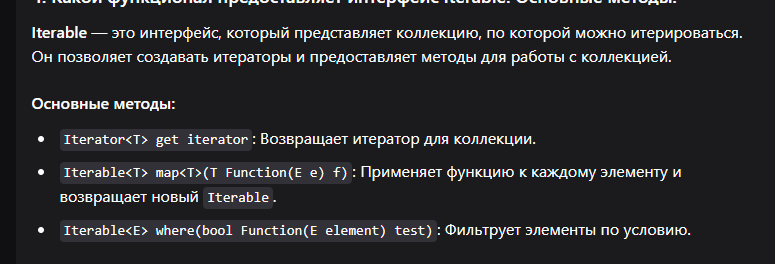 4. Какой функционал предоставляет интерфейс Iterable. Основные методы.
Iterable — это интерфейс, который представляет коллекцию, по которой можно итерироваться.
Он позволяет создавать итераторы и предоставляет методы для работы с коллекцией.
Основные методы:
• Iterator<T> get iterator: Возвращает итератор для коллекции.
• Iterable<T> map<T>(T Function(E e) f): Применяет функцию к каждому элементу и
возвращает новый Iterable.
• Iterable<E> where(bool Function(E element) test): Фильтрует элементы по условию.